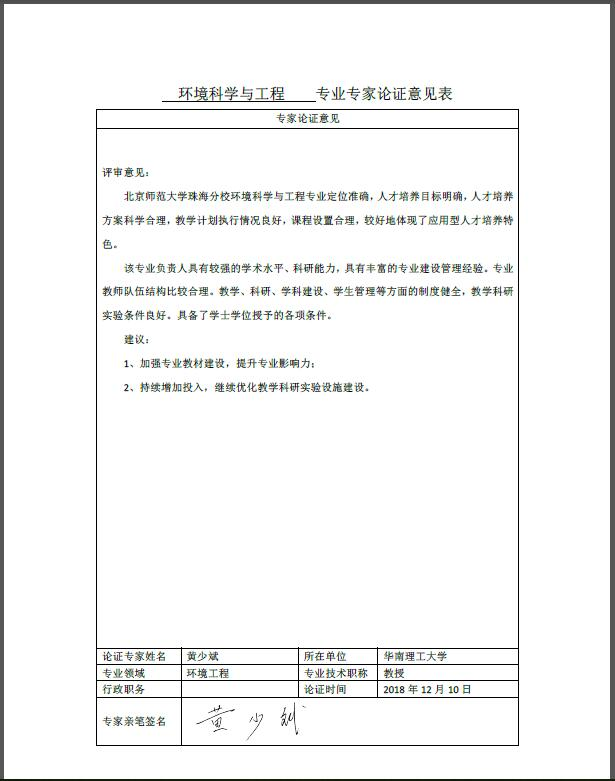 环境科学与工程 专业专家论证意见表
专家论证意见
评审意见：
北京师范大学珠海分校环境科学与工程专业定位准确，人才培养目标明确，人才培养
方案科学合理，教学计划执行情况良好，课程设置合理，较好地体现了应用型人才培养特
色。
该专业负责人具有较强的学术水平、科研能力，具有丰富的专业建设管理经验。专业
教师队伍结构比较合理。教学、科研、学科建设、学生管理等方面的制度健全，教学科研
实验条件良好。具备了学士学位授予的各项条件。
建议：
1、加强专业教材建设，提升专业影响力；
2、持续增加投入，继续优化教学科研实验设施建设。
论证专家姓名 黄少斌 所在单位 华南理工大学
专业领域 环境工程 专业技术职称 教授
行政职务 论证时间 2018 年 12 月 10 日
专家亲笔签名 黄少斌